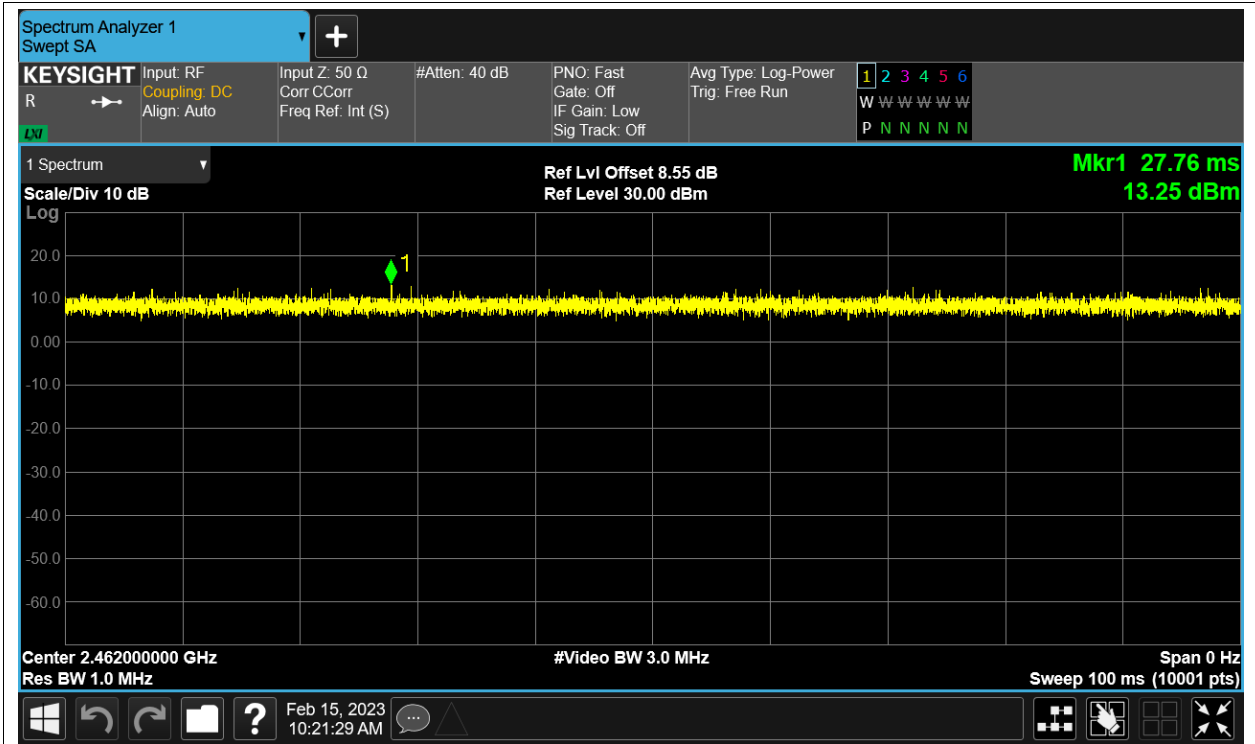 Spectrum Analyzer 1
Swept SA
KEYSIGHT
R
LXI
Input: RF
Coupling: DC
Align: Auto
Input Z: 50 Ω
Corr CCorr
Freq Ref: Int (S)
#Atten: 40 dB
PNO: Fast
Gate: Off
IF Gain: Low
Sig Track: Off
Avg Type: Log-Power
Trig: Free Run
1 2 3 4 5 6
W W W W W W
P N N N N N
1 Spectrum
Scale/Div 10 dB
Log
Ref Lvl Offset 8.55 dB
Ref Level 30.00 dBm
Mkr1 27.76 ms
13.25 dBm
1
20.0
10.0
0.00
-10.0
-20.0
-30.0
-40.0
-50.0
-60.0
Center 2.462000000 GHz
Res BW 1.0 MHz
#Video BW 3.0 MHz
Span 0 Hz
Sweep 100 ms (10001 pts)
?
Feb 15, 2023
10:21:29 AM